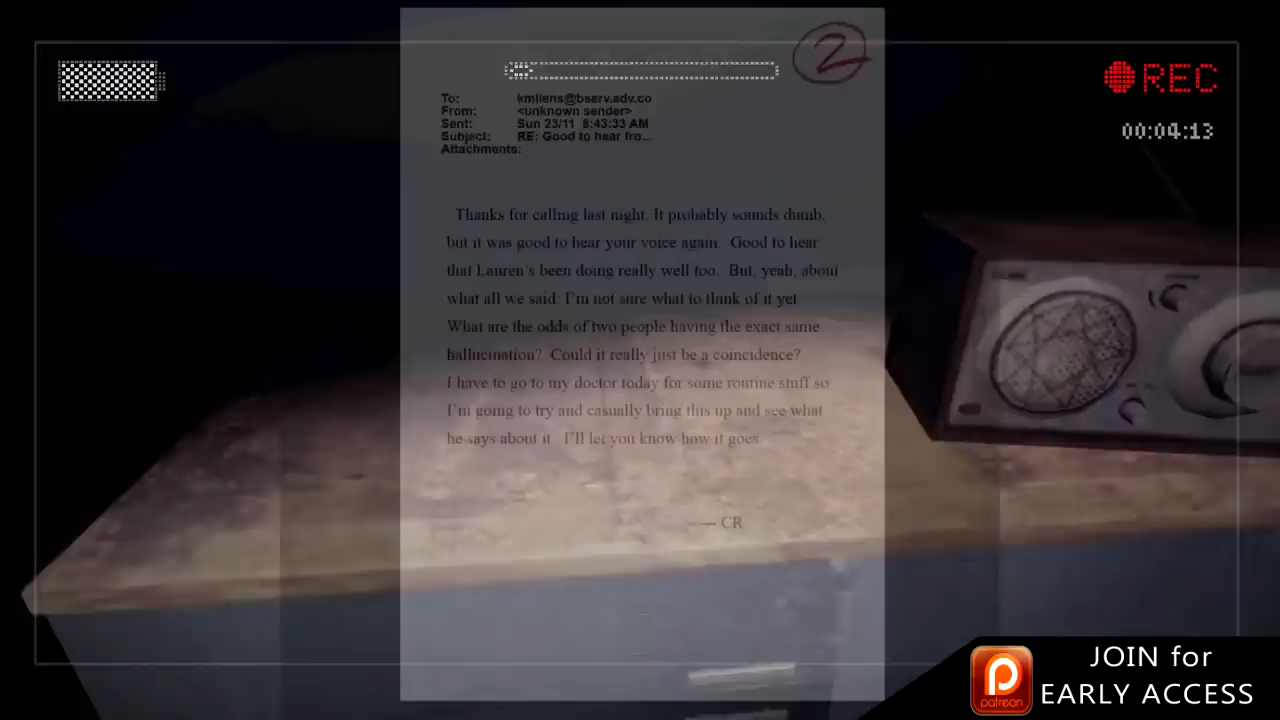 2
REC
00:04:13
To: kmilens@bserv.adv.co
From: <unknown sender>
Sent: Sun 23/11 8:43:33 AM
Subject: RE: Good to hear fro...
Attachments:
Thanks for calling last night. It probably sounds dumb,
but it was good to hear your voice again. Good to hear
that Lauren's been doing really well too. But, yeah, about
what all we said: I'm not sure what to think of it yet
What are the odds of two people having the exact same
hallucination? Could it really just be a coincidence?
I have to go to my doctor today for some routine stuff so
I'm going to try and casually bring this up and see what
he says about it. I'll let you know how it goes
— CR
JOIN for
EARLY ACCESS
patreon